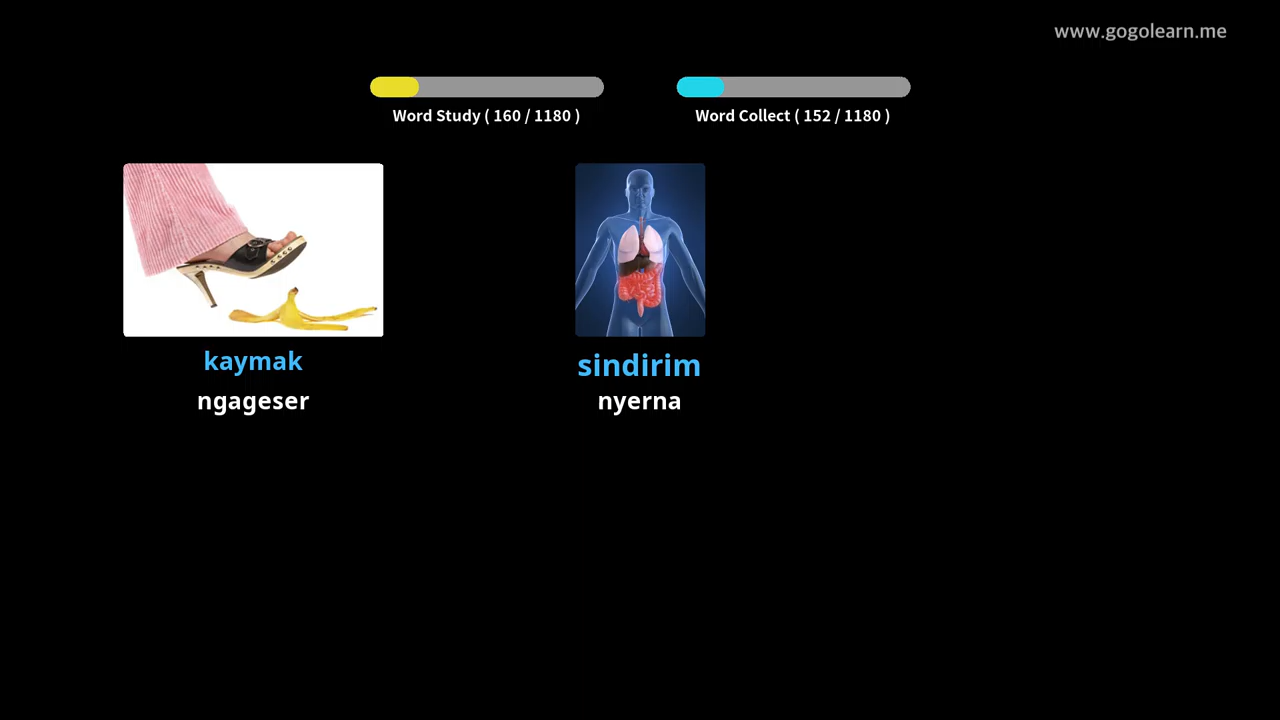 www.gogolearn.me
Word Study ( 160 / 1180 )
Word Collect ( 152 / 1180 )
kaymak
ngageser
sindirim
nyerna